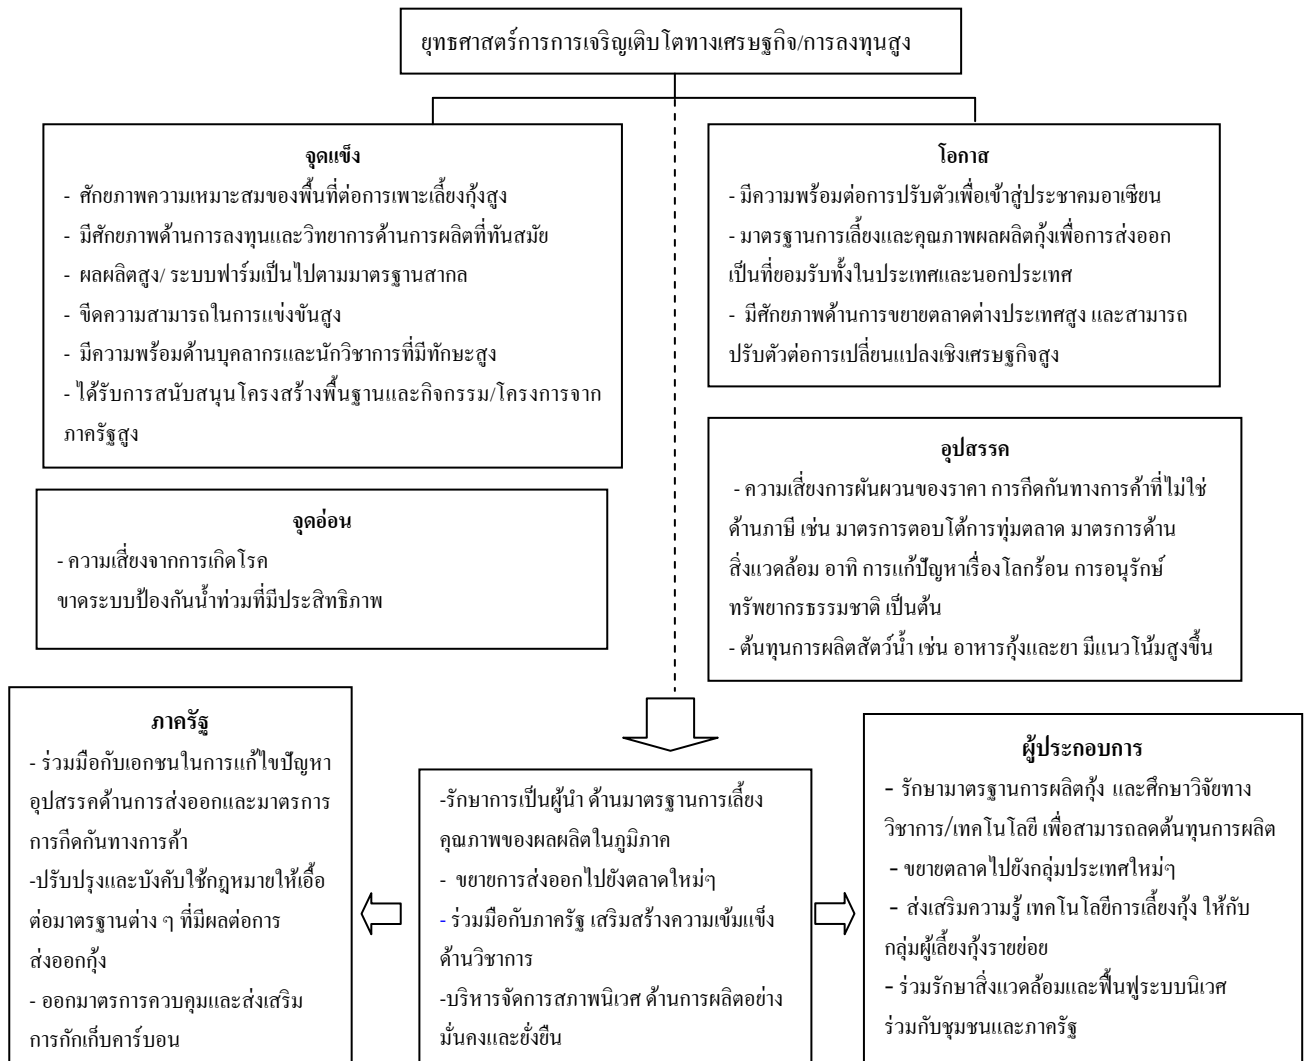 ยุทธศาสตร์การการเจริญเติบโตทางเศรษฐกิจ/การลงทุนสูง
จุดแข็ง
- ศักยภาพความเหมาะสมของพื้นที่ต่อการเพาะเลี้ยงกุ้งสูง
- มีศักยภาพด้านการลงทุนและวิทยาการด้านการผลิตที่ทันสมัย
- ผลผลิตสูง/ ระบบฟาร์มเป็นไปตามมาตรฐานสากล
- ขีดความสามารถในการแข่งขันสูง
- มีความพร้อมด้านบุคลากรและนักวิชาการที่มีทักษะสูง
- ได้รับการสนับสนุนโครงสร้างพื้นฐานและกิจกรรม/โครงการจาก
ภาครัฐสูง
โอกาส
- มีความพร้อมต่อการปรับตัวเพื่อเข้าสู่ประชาคมอาเซียน
- มาตรฐานการเลี้ยงและคุณภาพผลผลิตกุ้งเพื่อการส่งออก
เป็นที่ยอมรับทั้งในประเทศและนอกประเทศ
- มีศักยภาพด้านการขยายตลาดต่างประเทศสูง และสามารถ
ปรับตัวต่อการเปลี่ยนแปลงเชิงเศรษฐกิจสูง
จุดอ่อน
- ความเสี่ยงจากการเกิดโรค
ขาดระบบป้องกันน้ำท่วมที่มีประสิทธิภาพ
อุปสรรค
- ความเสี่ยงการผันผวนของราคา การกีดกันทางการค้าที่ไม่ใช่
ด้านภาษี เช่น มาตรการตอบโต้การทุ่มตลาด มาตรการด้าน
สิ่งแวดล้อม อาทิ การแก้ปัญหาเรื่องโลกร้อน การอนุรักษ์
ทรัพยากรธรรมชาติ เป็นต้น
- ต้นทุนการผลิตสัตว์น้ำ เช่น อาหารกุ้งและยา มีแนวโน้มสูงขึ้น
ภาครัฐ
- ร่วมมือกับเอกชนในการแก้ไขปัญหา
อุปสรรคด้านการส่งออกและมาตรการ
การกีดกันทางการค้า
-ปรับปรุงและบังคับใช้กฎหมายให้เอื้อ
ต่อมาตรฐานต่าง ๆ ที่มีผลต่อการ
ส่งออกกุ้ง
- ออกมาตรการควบคุมและส่งเสริม
การกักเก็บคาร์บอน
-รักษาการเป็นผู้นำ ด้านมาตรฐานการเลี้ยง
คุณภาพของผลผลิตในภูมิภาค
- ขยายการส่งออกไปยังตลาดใหม่ๆ
- ร่วมมือกับภาครัฐ เสริมสร้างความเข้มแข็ง
ด้านวิชาการ
-บริหารจัดการสภาพนิเวศ ด้านการผลิตอย่าง
มั่นคงและยั่งยืน
ผู้ประกอบการ
- รักษามาตรฐานการผลิตกุ้ง และศึกษาวิจัยทาง
วิชาการ/เทคโนโลยี เพื่อสามารถลดต้นทุนการผลิต
- ขยายตลาดไปยังกลุ่มประเทศใหม่ๆ
- ส่งเสริมความรู้ เทคโนโลยีการเลี้ยงกุ้ง ให้กับ
กลุ่มผู้เลี้ยงกุ้งรายย่อย
- ร่วมรักษาสิ่งแวดล้อมและฟื้นฟูระบบนิเวศ
ร่วมกับชุมชนและภาครัฐ